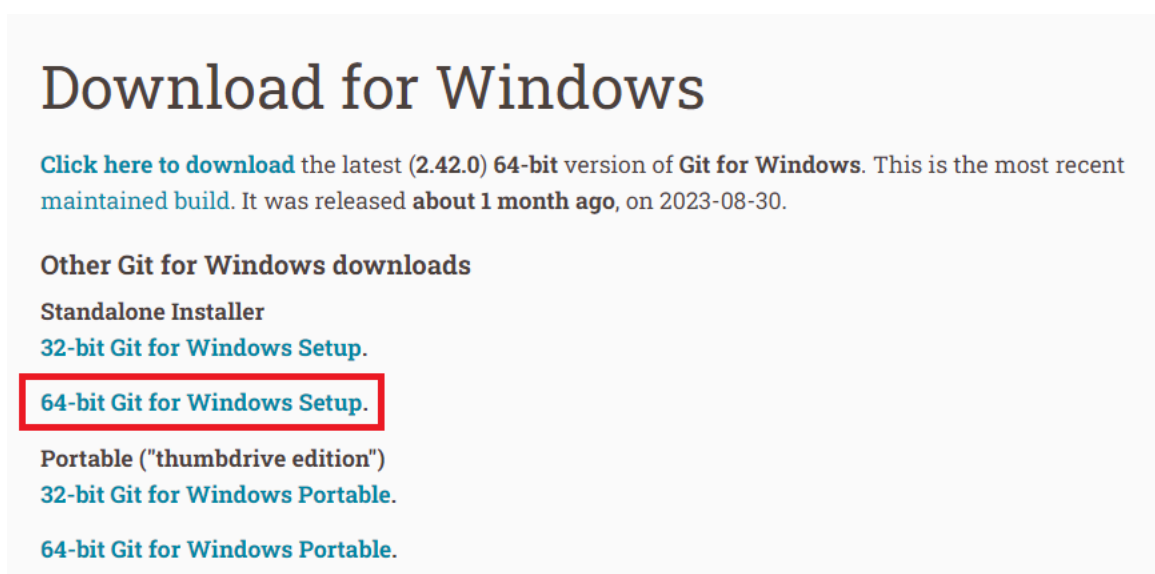 Download for Windows
Click here to download the latest (2.42.0) 64-bit version of Git for Windows. This is the most recent
maintained build. It was released about 1 month ago, on 2023-08-30.
Other Git for Windows downloads
Standalone Installer
32-bit Git for Windows Setup.
64-bit Git for Windows Setup.
Portable ("thumbdrive edition")
32-bit Git for Windows Portable.
64-bit Git for Windows Portable.